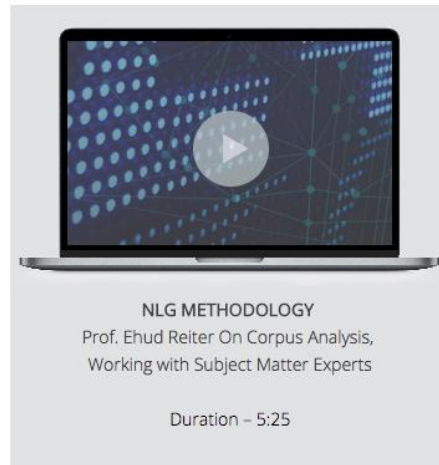 NLG METHODOLOGY
Prof. Ehud Reiter On Corpus Analysis,
Working with Subject Matter Experts
Duration – 5:25